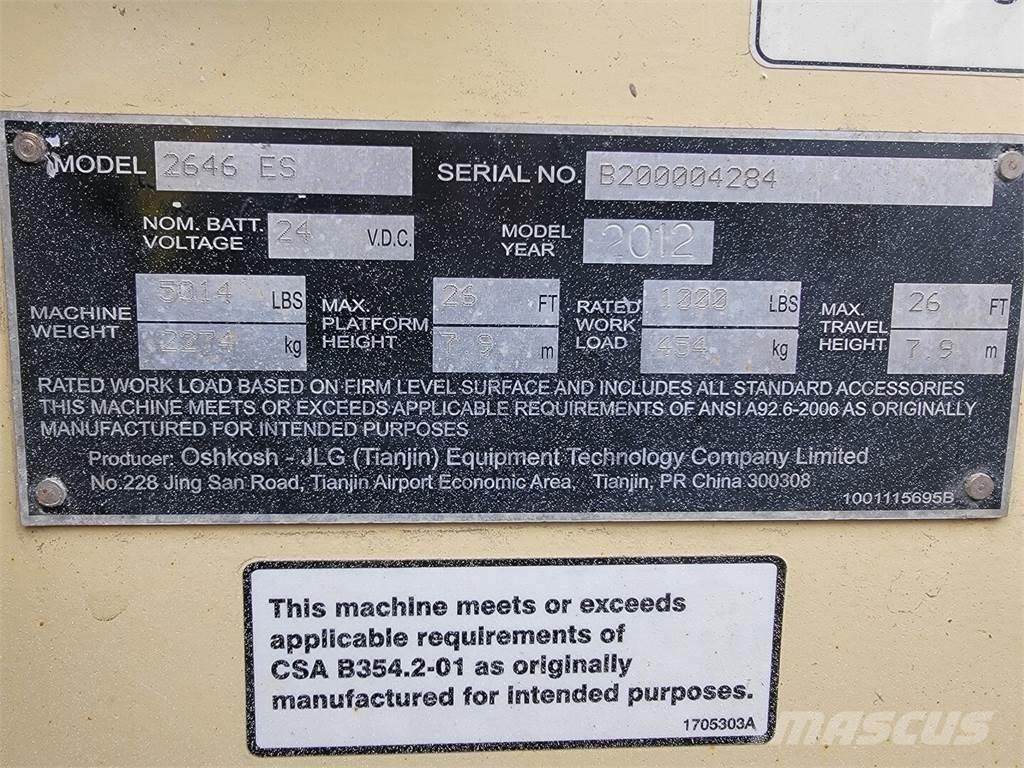 MODEL 2646 ES SERIAL NO. B200004284
NOM. BATT. VOLTAGE 24 V.D.C. MODEL YEAR 2012
MACHINE WEIGHT 5014 LBS 2274 kg MAX. PLATFORM HEIGHT 26 FT 7.9 m RATED WORK LOAD 1000 LBS 454 kg MAX. TRAVEL HEIGHT 26 FT 7.9 m
RATED WORK LOAD BASED ON FIRM LEVEL SURFACE AND INCLUDES ALL STANDARD ACCESSORIES
THIS MACHINE MEETS OR EXCEEDS APPLICABLE REQUIREMENTS OF ANSI A92.6-2006 AS ORIGINALLY
MANUFACTURED FOR INTENDED PURPOSES
Producer: Oshkosh - JLG (Tianjin) Equipment Technology Company Limited
No.228 Jing San Road, Tianjin Airport Economic Area, Tianjin, PR China 300308
1001115695B
This machine meets or exceeds
applicable requirements of
CSA B354.2-01 as originally
manufactured for intended purposes.
1705303A
MASCUS